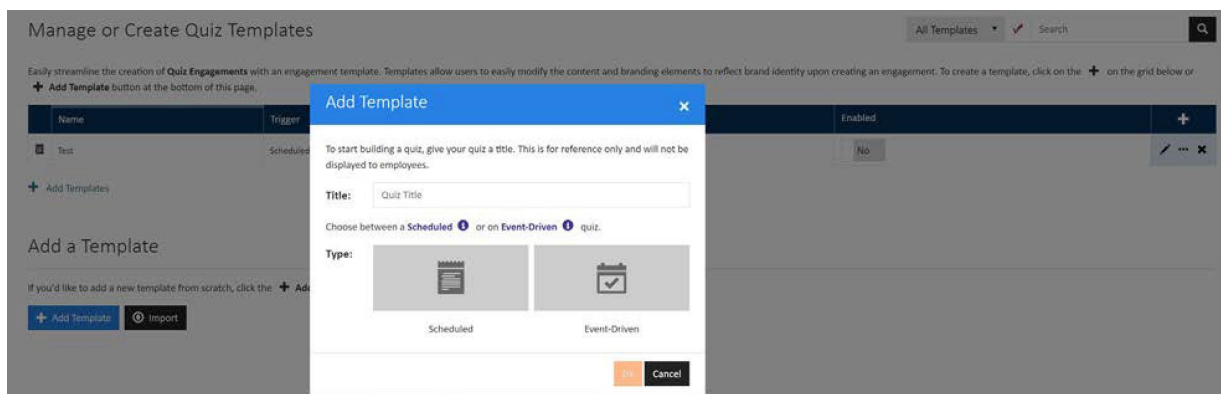 Manage or Create Quiz Templates
All Templates
Search
Easily streamline the creation of Quiz Engagements with an engagement template. Templates allow users to easily modify the content and branding elements to reflect brand identity upon creating an engagement. To create a template, click on the + on the grid below or
+ Add Template button at the bottom of this page.
Add Template
Name Trigger Enabled
Test Scheduled No
To start building a quiz, give your quiz a title. This is for reference only and will not be
displayed to employees.
+ Add Templates
Title: Quiz Title
Choose between a Scheduled or on Event-Driven quiz.
Add a Template
Type:
If you'd like to add a new template from scratch, click the +
+ Add Template Import
Scheduled Event-Driven
Cancel